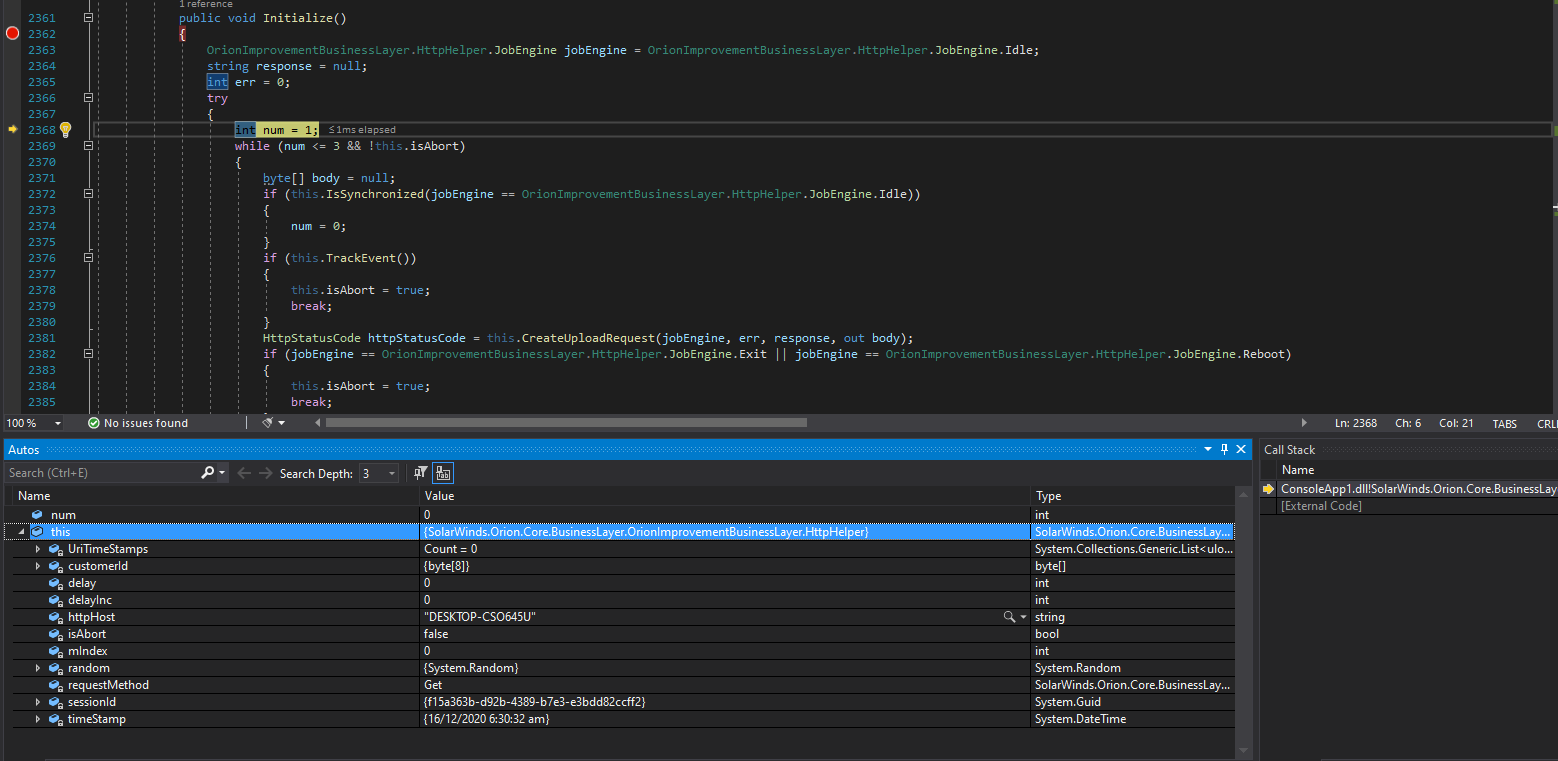 1 reference
2361 public void Initialize()
2362 {
2363 OrionImprovementBusinessLayer.HttpHelper.JobEngine jobEngine = OrionImprovementBusinessLayer.HttpHelper.JobEngine.Idle;
2364 string response = null;
2365 int err = 0;
2366 try
2367 {
2368 int num = 1; ≤1ms elapsed
2369 while (num <= 3 && !this.isAbort)
2370 {
2371 byte[] body = null;
2372 if (this.IsSynchronized(jobEngine == OrionImprovementBusinessLayer.HttpHelper.JobEngine.Idle))
2373 {
2374 num = 0;
2375 }
2376 if (this.TrackEvent())
2377 {
2378 this.isAbort = true;
2379 break;
2380 }
2381 HttpStatusCode httpStatusCode = this.CreateUploadRequest(jobEngine, err, response, out body);
2382 if (jobEngine == OrionImprovementBusinessLayer.HttpHelper.JobEngine.Exit || jobEngine == OrionImprovementBusinessLayer.HttpHelper.JobEngine.Reboot)
2383 {
2384 this.isAbort = true;
2385 break;
100 % No issues found Ln: 2368 Ch: 6 Col: 21 TABS CRL
Autos
Search (Ctrl+E) Search Depth: 3
Name Value Type
num 0 int
this {SolarWinds.Orion.Core.BusinessLayer.OrionImprovementBusinessLayer.HttpHelper} SolarWinds.Orion.Core.BusinessLay...
UriTimeStamps Count = 0 System.Collections.Generic.List<ulo...
customerId {byte[8]} byte[]
delay 0 int
delayInc 0 int
httpHost "DESKTOP-CSO645U" string
isAbort false bool
mIndex 0 int
random {System.Random} System.Random
requestMethod Get SolarWinds.Orion.Core.BusinessLay...
sessionId {f15a363b-d92b-4389-b7e3-e3bdd82ccff2} System.Guid
timeStamp {16/12/2020 6:30:32 am} System.DateTime
Call Stack
Name
ConsoleApp1.dll!SolarWinds.Orion.Core.BusinessLay
[External Code]